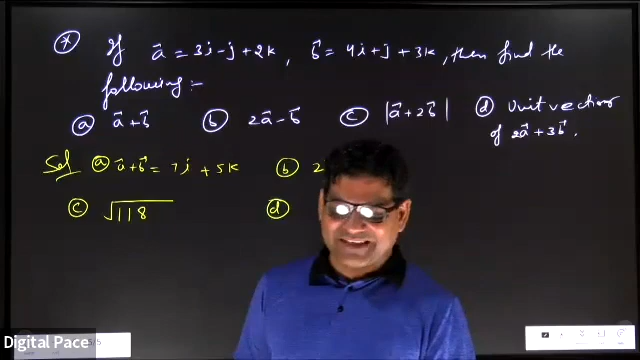 * If a⃗ = 3i - j + 2k, b⃗ = 4i + j + 3k, then find the
following :-
(a) a⃗ + b⃗ (b) 2a⃗ - b⃗ (c) |a⃗ + 2b⃗| (d) Unit vector
of 2a⃗ + 3b⃗.
Sol (a) a⃗ + b⃗ = 7i + 5k (b) 2
(c) √118 (d)
Digital Pace